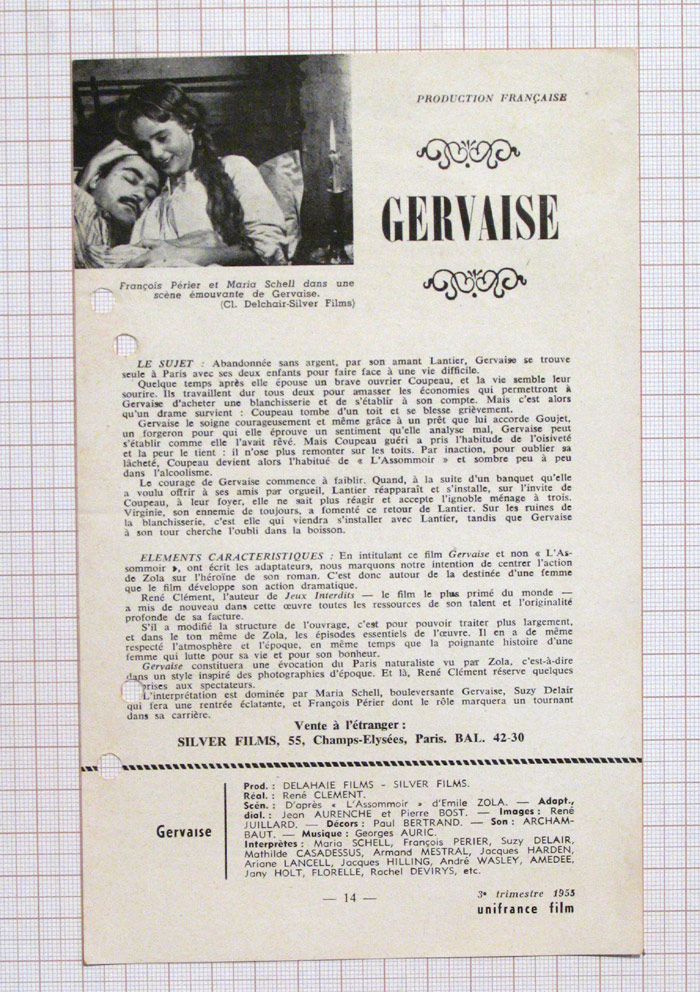 PRODUCTION FRANÇAISE
GERVAISE
François Périer et Maria Schell dans une
scène émouvante de Gervaise.
(Cl. Delchair-Silver Films)
LE SUJET : Abandonnée sans argent, par son amant Lantier, Gervaise se trouve
seule à Paris avec ses deux enfants pour faire face à une vie difficile.
Quelque temps après elle épouse un brave ouvrier Coupeau, et la vie semble leur
sourire. Ils travaillent dur tous deux pour amasser les économies qui permettront à
Gervaise d'acheter une blanchisserie et de s'établir à son compte. Mais c'est alors
qu'un drame survient : Coupeau tombe d'un toit et se blesse grièvement.
Gervaise le soigne courageusement et même grâce à un prêt que lui accorde Goujet,
un forgeron pour qui elle éprouve un sentiment qu'elle analyse mal, Gervaise peut
s'établir comme elle l'avait rêvé. Mais Coupeau guéri a pris l'habitude de l'oisiveté
et la peur le tient : il n'ose plus remonter sur les toits. Par inaction, pour oublier sa
lâcheté, Coupeau devient alors l'habitué de « L'Assommoir » et sombre peu à peu
dans l'alcoolisme.
Le courage de Gervaise commence à faiblir. Quand, à la suite d'un banquet qu'elle
a voulu offrir à ses amis par orgueil, Lantier réapparaît et s'installe, sur l'invite de
Coupeau, à leur foyer, elle ne sait plus réagir et accepte l'ignoble ménage à trois.
Virginie, son ennemie de toujours, a fomenté ce retour de Lantier. Sur les ruines de
la blanchisserie, c'est elle qui viendra s'installer avec Lantier, tandis que Gervaise
à son tour cherche l'oubli dans la boisson.
ELEMENTS CARACTERISTIQUES : En intitulant ce film Gervaise et non « L'As-
sommoir », ont écrit les adaptateurs, nous marquons notre intention de centrer l'action
de Zola sur l'héroïne de son roman. C'est donc autour de la destinée d'une femme
que le film développe son action dramatique.
René Clément, l'auteur de Jeux Interdits — le film le plus primé du monde —
a mis de nouveau dans cette œuvre toutes les ressources de son talent et l'originalité
profonde de sa facture.
S'il a modifié la structure de l'ouvrage, c'est pour pouvoir traiter plus largement,
et dans le ton même de Zola, les épisodes essentiels de l'œuvre. Il en a de même
respecté l'atmosphère et l'époque, en même temps que la poignante histoire d'une
femme qui lutte pour sa vie et pour son bonheur.
Gervaise constituera une évocation du Paris naturaliste vu par Zola, c'est-à-dire
dans un style inspiré des photographies d'époque. Et là, René Clément réserve quelques
prises aux spectateurs.
L'interprétation est dominée par Maria Schell, bouleversante Gervaise, Suzy Delair
qui fera une rentrée éclatante, et François Périer dont le rôle marquera un tournant
dans sa carrière.
Vente à l'étranger :
SILVER FILMS, 55, Champs-Elysées, Paris. BAL. 42-30
Gervaise
Prod. : DELAHAIE FILMS - SILVER FILMS.
Réal. : René CLEMENT.
Scén. : D'après « L'Assommoir » d'Emile ZOLA. — Adapt.,
dial. : Jean AURENCHE et Pierre BOST. — Images : René
JUILLARD. — Décors : Paul BERTRAND. — Son : ARCHAM-
BAUT. — Musique : Georges AURIC.
Interprètes : Maria SCHELL, François PERIER, Suzy DELAIR,
Mathilde CASADESSUS, Armand MESTRAL, Jacques HARDEN,
Ariane LANCELL, Jacques HILLING, André WASLEY, AMEDEE,
Jany HOLT, FLORELLE, Rachel DEVIRYS, etc.
— 14 —
3e trimestre 1955
unifrance film